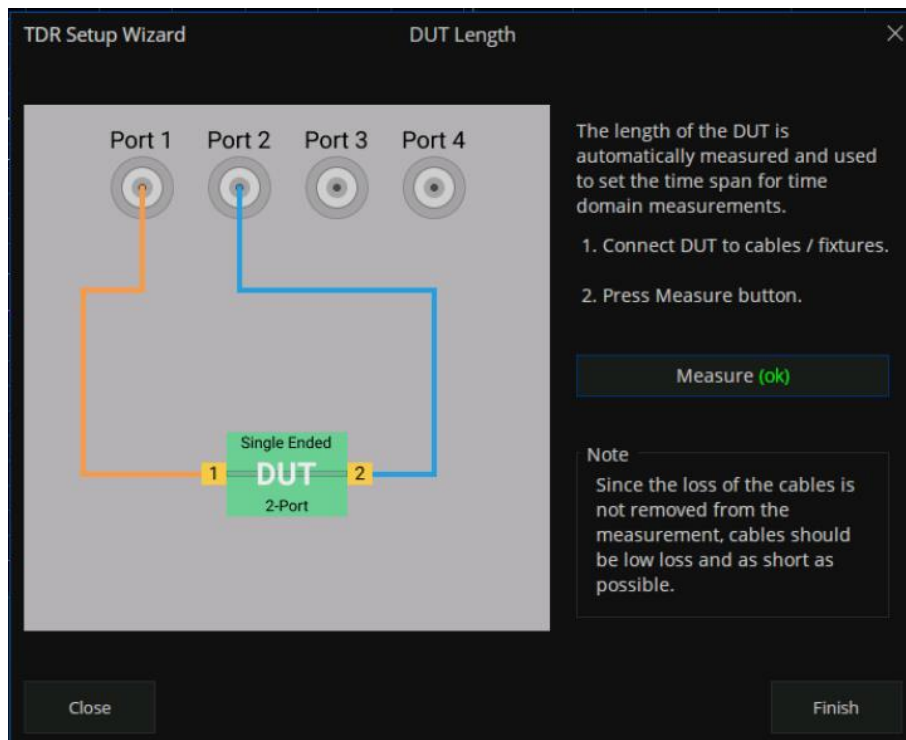 TDR Setup Wizard
DUT Length
Port 1
Port 2
Port 3
Port 4
1
Single Ended
DUT
2-Port
2
The length of the DUT is
automatically measured and used
to set the time span for time
domain measurements.
1. Connect DUT to cables / fixtures.
2. Press Measure button.
Measure (ok)
Note
Since the loss of the cables is
not removed from the
measurement, cables should
be low loss and as short as
possible.
Close
Finish